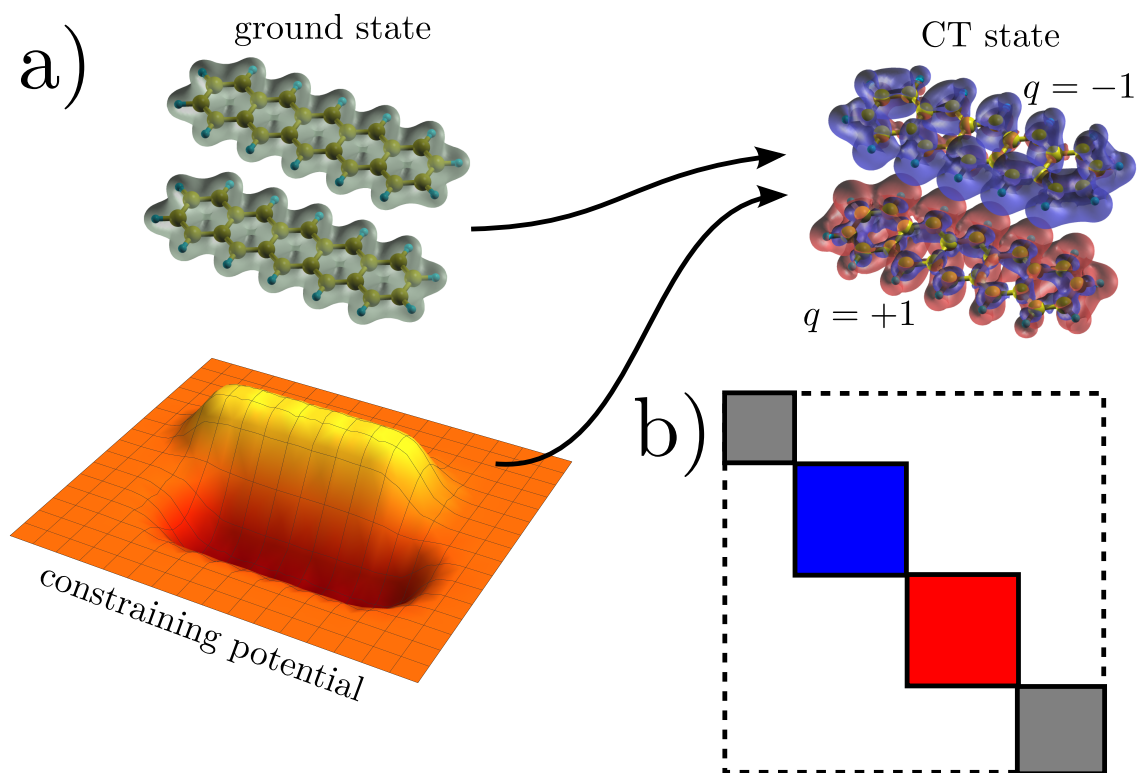 a)
ground state
CT state
q = −1
q = +1
constraining potential
b)